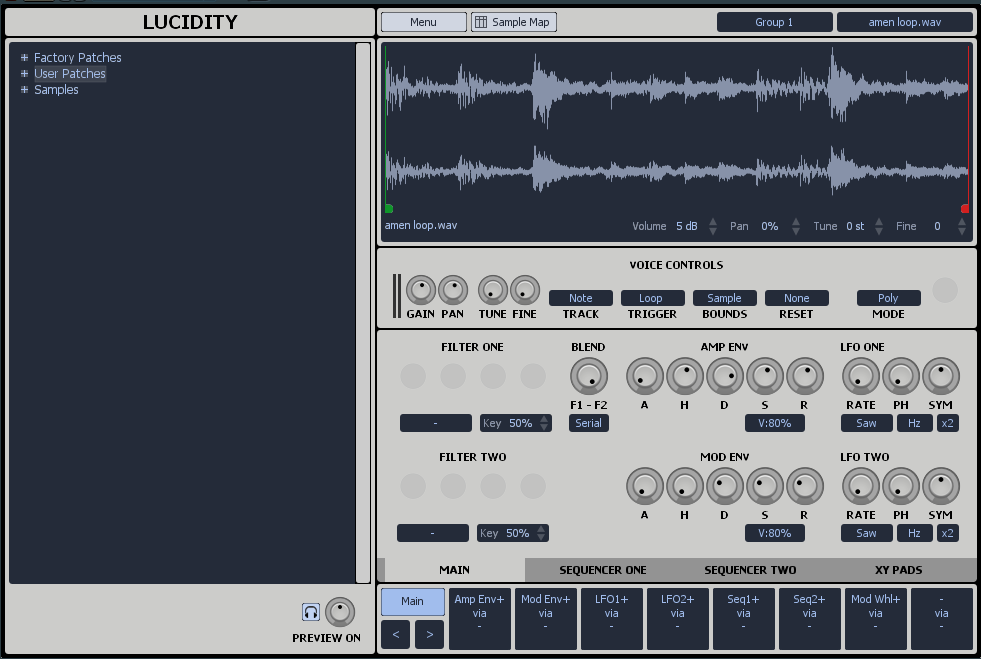 LUCIDITY
Menu
Sample Map
Group 1
amen loop.wav
Factory Patches
User Patches
Samples
amen loop.wav
Volume 5 dB Pan 0% Tune 0 st Fine 0
VOICE CONTROLS
GAIN PAN TUNE FINE
Note Loop Sample None Poly
TRACK TRIGGER BOUNDS RESET MODE
FILTER ONE BLEND AMP ENV LFO ONE
F1 - F2 A H D S R RATE PH SYM
- Key 50% Serial V:80% Saw Hz x2
FILTER TWO MOD ENV LFO TWO
A H D S R RATE PH SYM
- Key 50% V:80% Saw Hz x2
MAIN SEQUENCER ONE SEQUENCER TWO XY PADS
PREVIEW ON
Main Amp Env+ Mod Env+ LFO1+ LFO2+ Seq1+ Seq2+ Mod Whl+ -
via via via via via via via via
< > - - - - - - - -